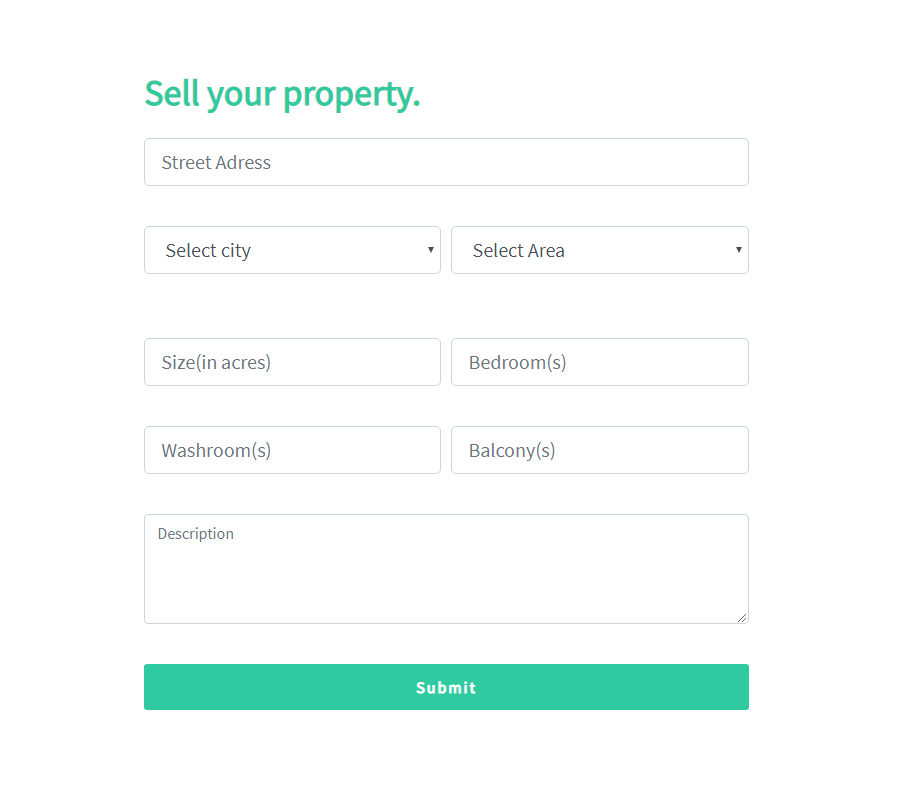 Sell your property.
Street Adress
Select city
Select Area
Size(in acres)
Bedroom(s)
Washroom(s)
Balcony(s)
Description
Submit